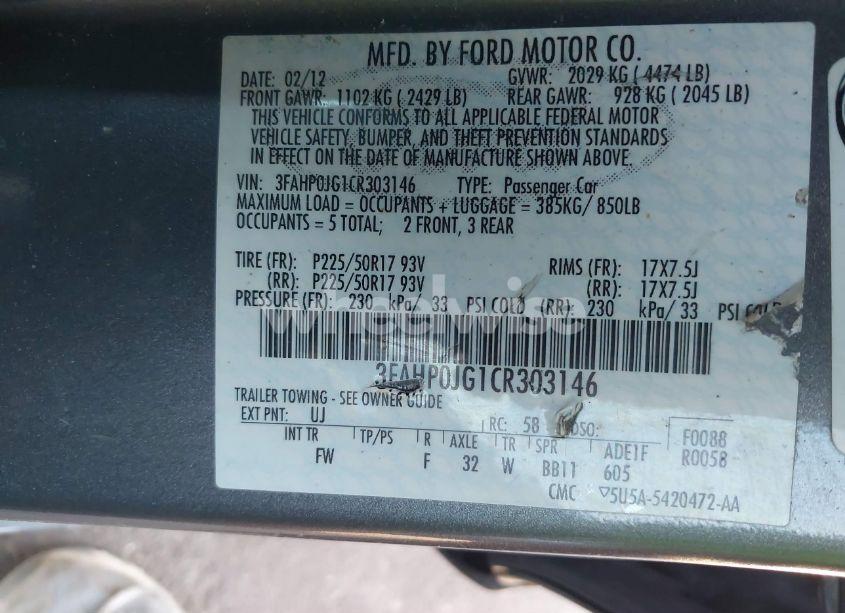 MFD. BY FORD MOTOR CO.
DATE: 02/12 GVWR: 2029 KG ( 4474 LB)
FRONT GAWR: 1102 KG ( 2429 LB) REAR GAWR: 928 KG ( 2045 LB)
THIS VEHICLE CONFORMS TO ALL APPLICABLE FEDERAL MOTOR
VEHICLE SAFETY, BUMPER, AND THEFT PREVENTION STANDARDS
IN EFFECT ON THE DATE OF MANUFACTURE SHOWN ABOVE.
VIN: 3FAHP0JG1CR303146 TYPE: Passenger Car
MAXIMUM LOAD = OCCUPANTS + LUGGAGE = 385KG/ 850LB
OCCUPANTS = 5 TOTAL; 2 FRONT, 3 REAR
TIRE (FR): P225/50R17 93V RIMS (FR): 17X7.5J
(RR): P225/50R17 93V (RR): 17X7.5J
PRESSURE (FR): 230 kPa/ 33 PSI COLD (RR): 230 kPa/ 33 PSI COLD
wheelwise
3FAHP0JG1CR303146
TRAILER TOWING - SEE OWNER GUIDE
EXT PNT: UJ RC: 58 DSO: F0088
INT TR TP/PS R AXLE TR SPR ADE1F R0058
FW F 32 W BB11 605
CMC ▽5U5A-5420472-AA